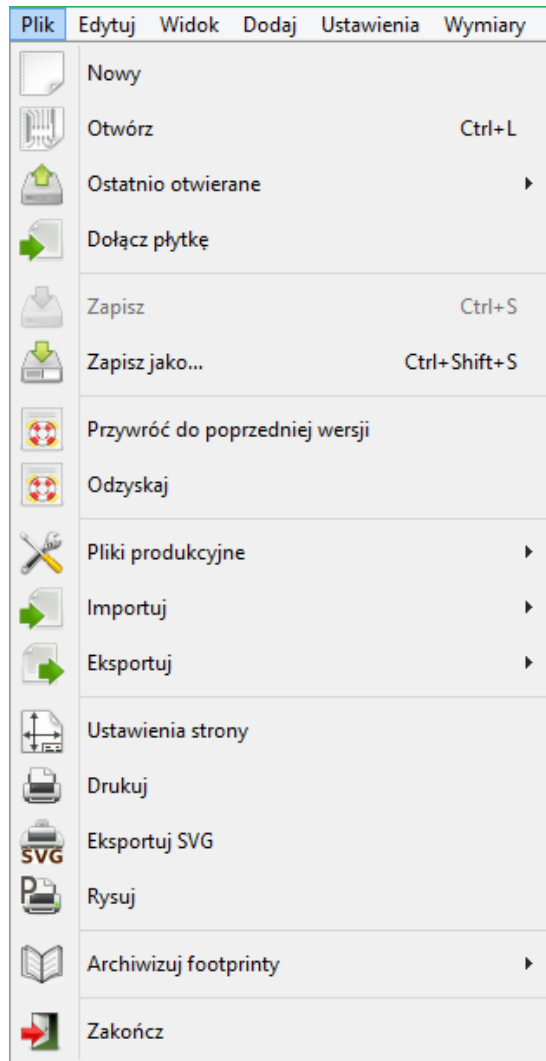 Plik Edytuj Widok Dodaj Ustawienia Wymiary
Nowy
Otwórz Ctrl+L
Ostatnio otwierane
Dołącz płytkę
Zapisz Ctrl+S
Zapisz jako... Ctrl+Shift+S
Przywróć do poprzedniej wersji
Odzyskaj
Pliki produkcyjne
Importuj
Eksportuj
Ustawienia strony
Drukuj
SVG Eksportuj SVG
P Rysuj
Archiwizuj footprinty
Zakończ